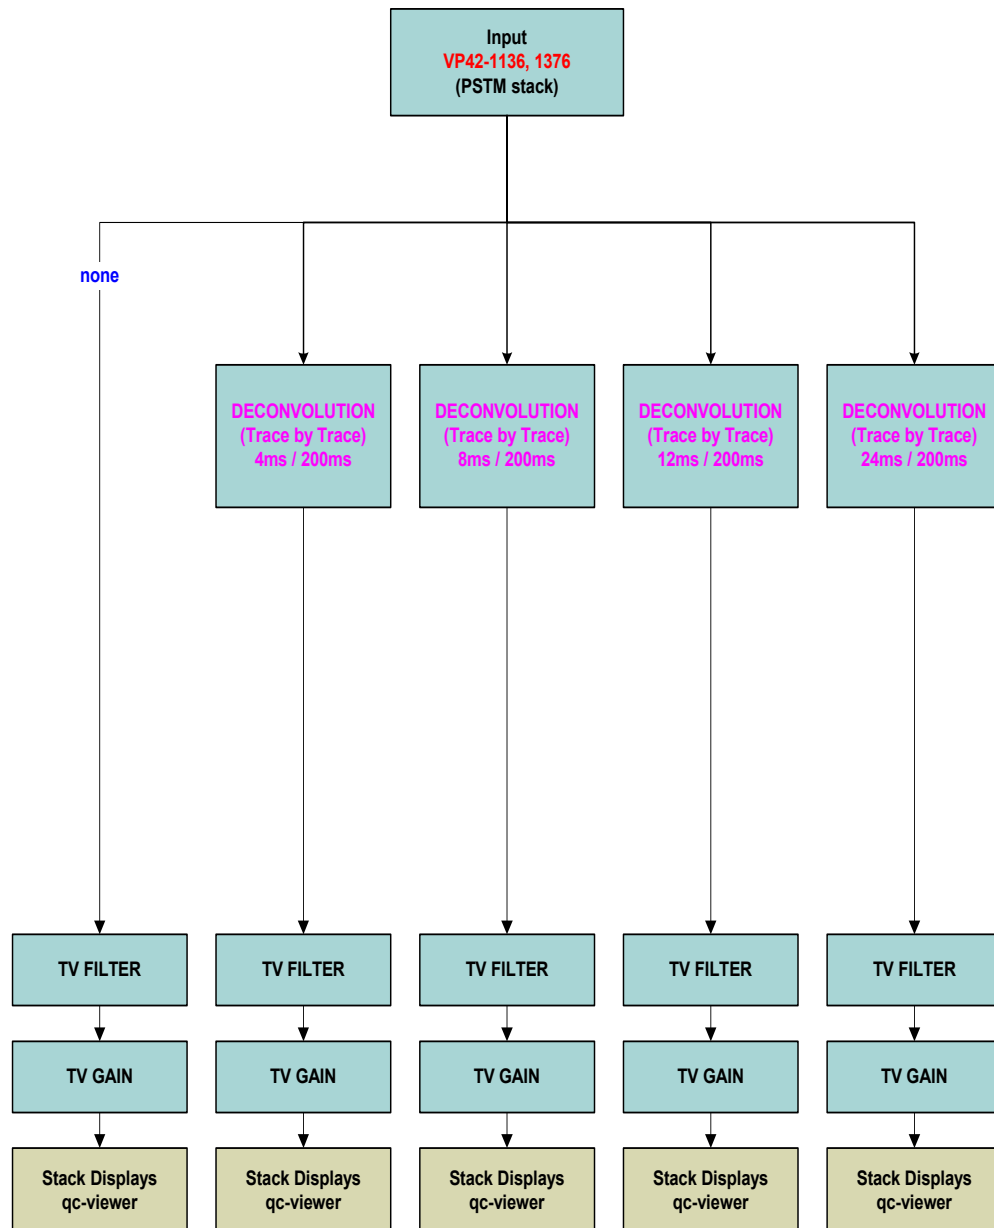 Input
VP42-1136, 1376
(PSTM stack)
none
DECONVOLUTION
(Trace by Trace)
4ms / 200ms
DECONVOLUTION
(Trace by Trace)
8ms / 200ms
DECONVOLUTION
(Trace by Trace)
12ms / 200ms
DECONVOLUTION
(Trace by Trace)
24ms / 200ms
TV FILTER
TV FILTER
TV FILTER
TV FILTER
TV FILTER
TV GAIN
TV GAIN
TV GAIN
TV GAIN
TV GAIN
Stack Displays
qc-viewer
Stack Displays
qc-viewer
Stack Displays
qc-viewer
Stack Displays
qc-viewer
Stack Displays
qc-viewer